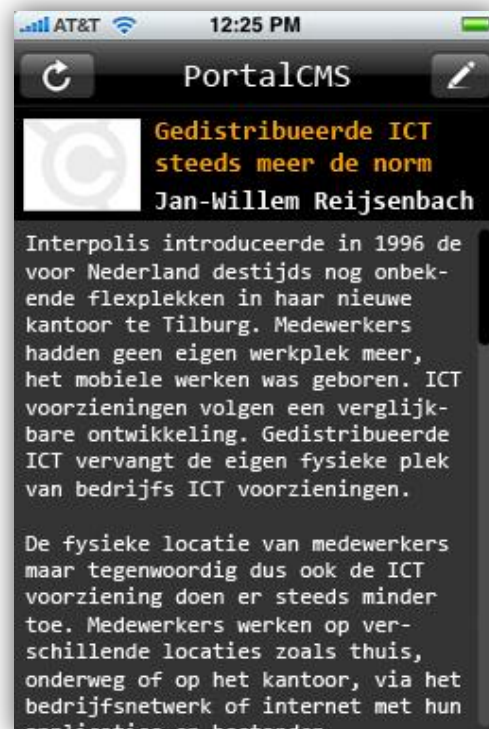 AT&T 12:25 PM
PortalCMS
Gedistribueerde ICT
steeds meer de norm
Jan-Willem Reijsenbach
Interpolis introduceerde in 1996 de
voor Nederland destijds nog onbek-
ende flexplekken in haar nieuwe
kantoor te Tilburg. Medewerkers
hadden geen eigen werkplek meer,
het mobiele werken was geboren. ICT
voorzieningen volgen een verglijk-
bare ontwikkeling. Gedistribueerde
ICT vervangt de eigen fysieke plek
van bedrijfs ICT voorzieningen.
De fysieke locatie van medewerkers
maar tegenwoordig dus ook de ICT
voorziening doen er steeds minder
toe. Medewerkers werken op ver-
schillende locaties zoals thuis,
onderweg of op het kantoor, via het
bedrijfsnetwerk of internet met hun